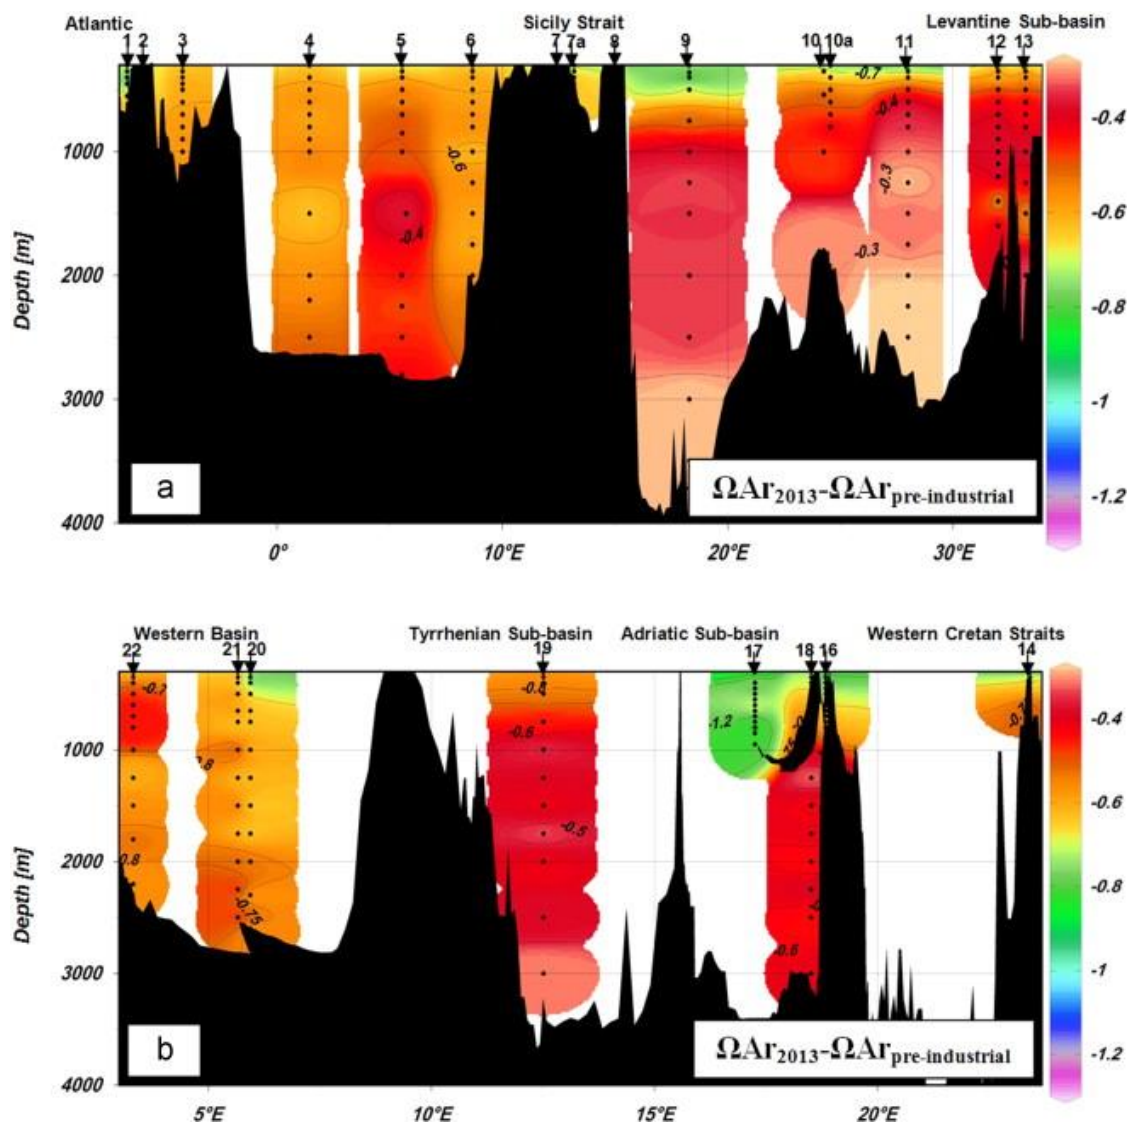 Atlantic Sicily Strait Levantine Sub-basin
1 2 3 4 5 6 7 7a 8 9 10 10a 11 12 13
-0.7
-0.4
-0.4
-0.6
-0.3
1000
-0.6
-0.4
-0.3
2000
-0.8
Depth [m]
-1
3000
-1.2
a
ΩAr2013-ΩArpre-industrial
4000
0° 10°E 20°E 30°E
Western Basin Tyrrhenian Sub-basin Adriatic Sub-basin Western Cretan Straits
22 21 20 19 17 18 16 14
-0.7
-0.4
-1.2
-0.6
1000
-0.6
-0.5
2000
-0.8
0.8
-0.75
Depth [m]
-1
3000
-1.2
b
ΩAr2013-ΩArpre-industrial
4000
5°E 10°E 15°E 20°E